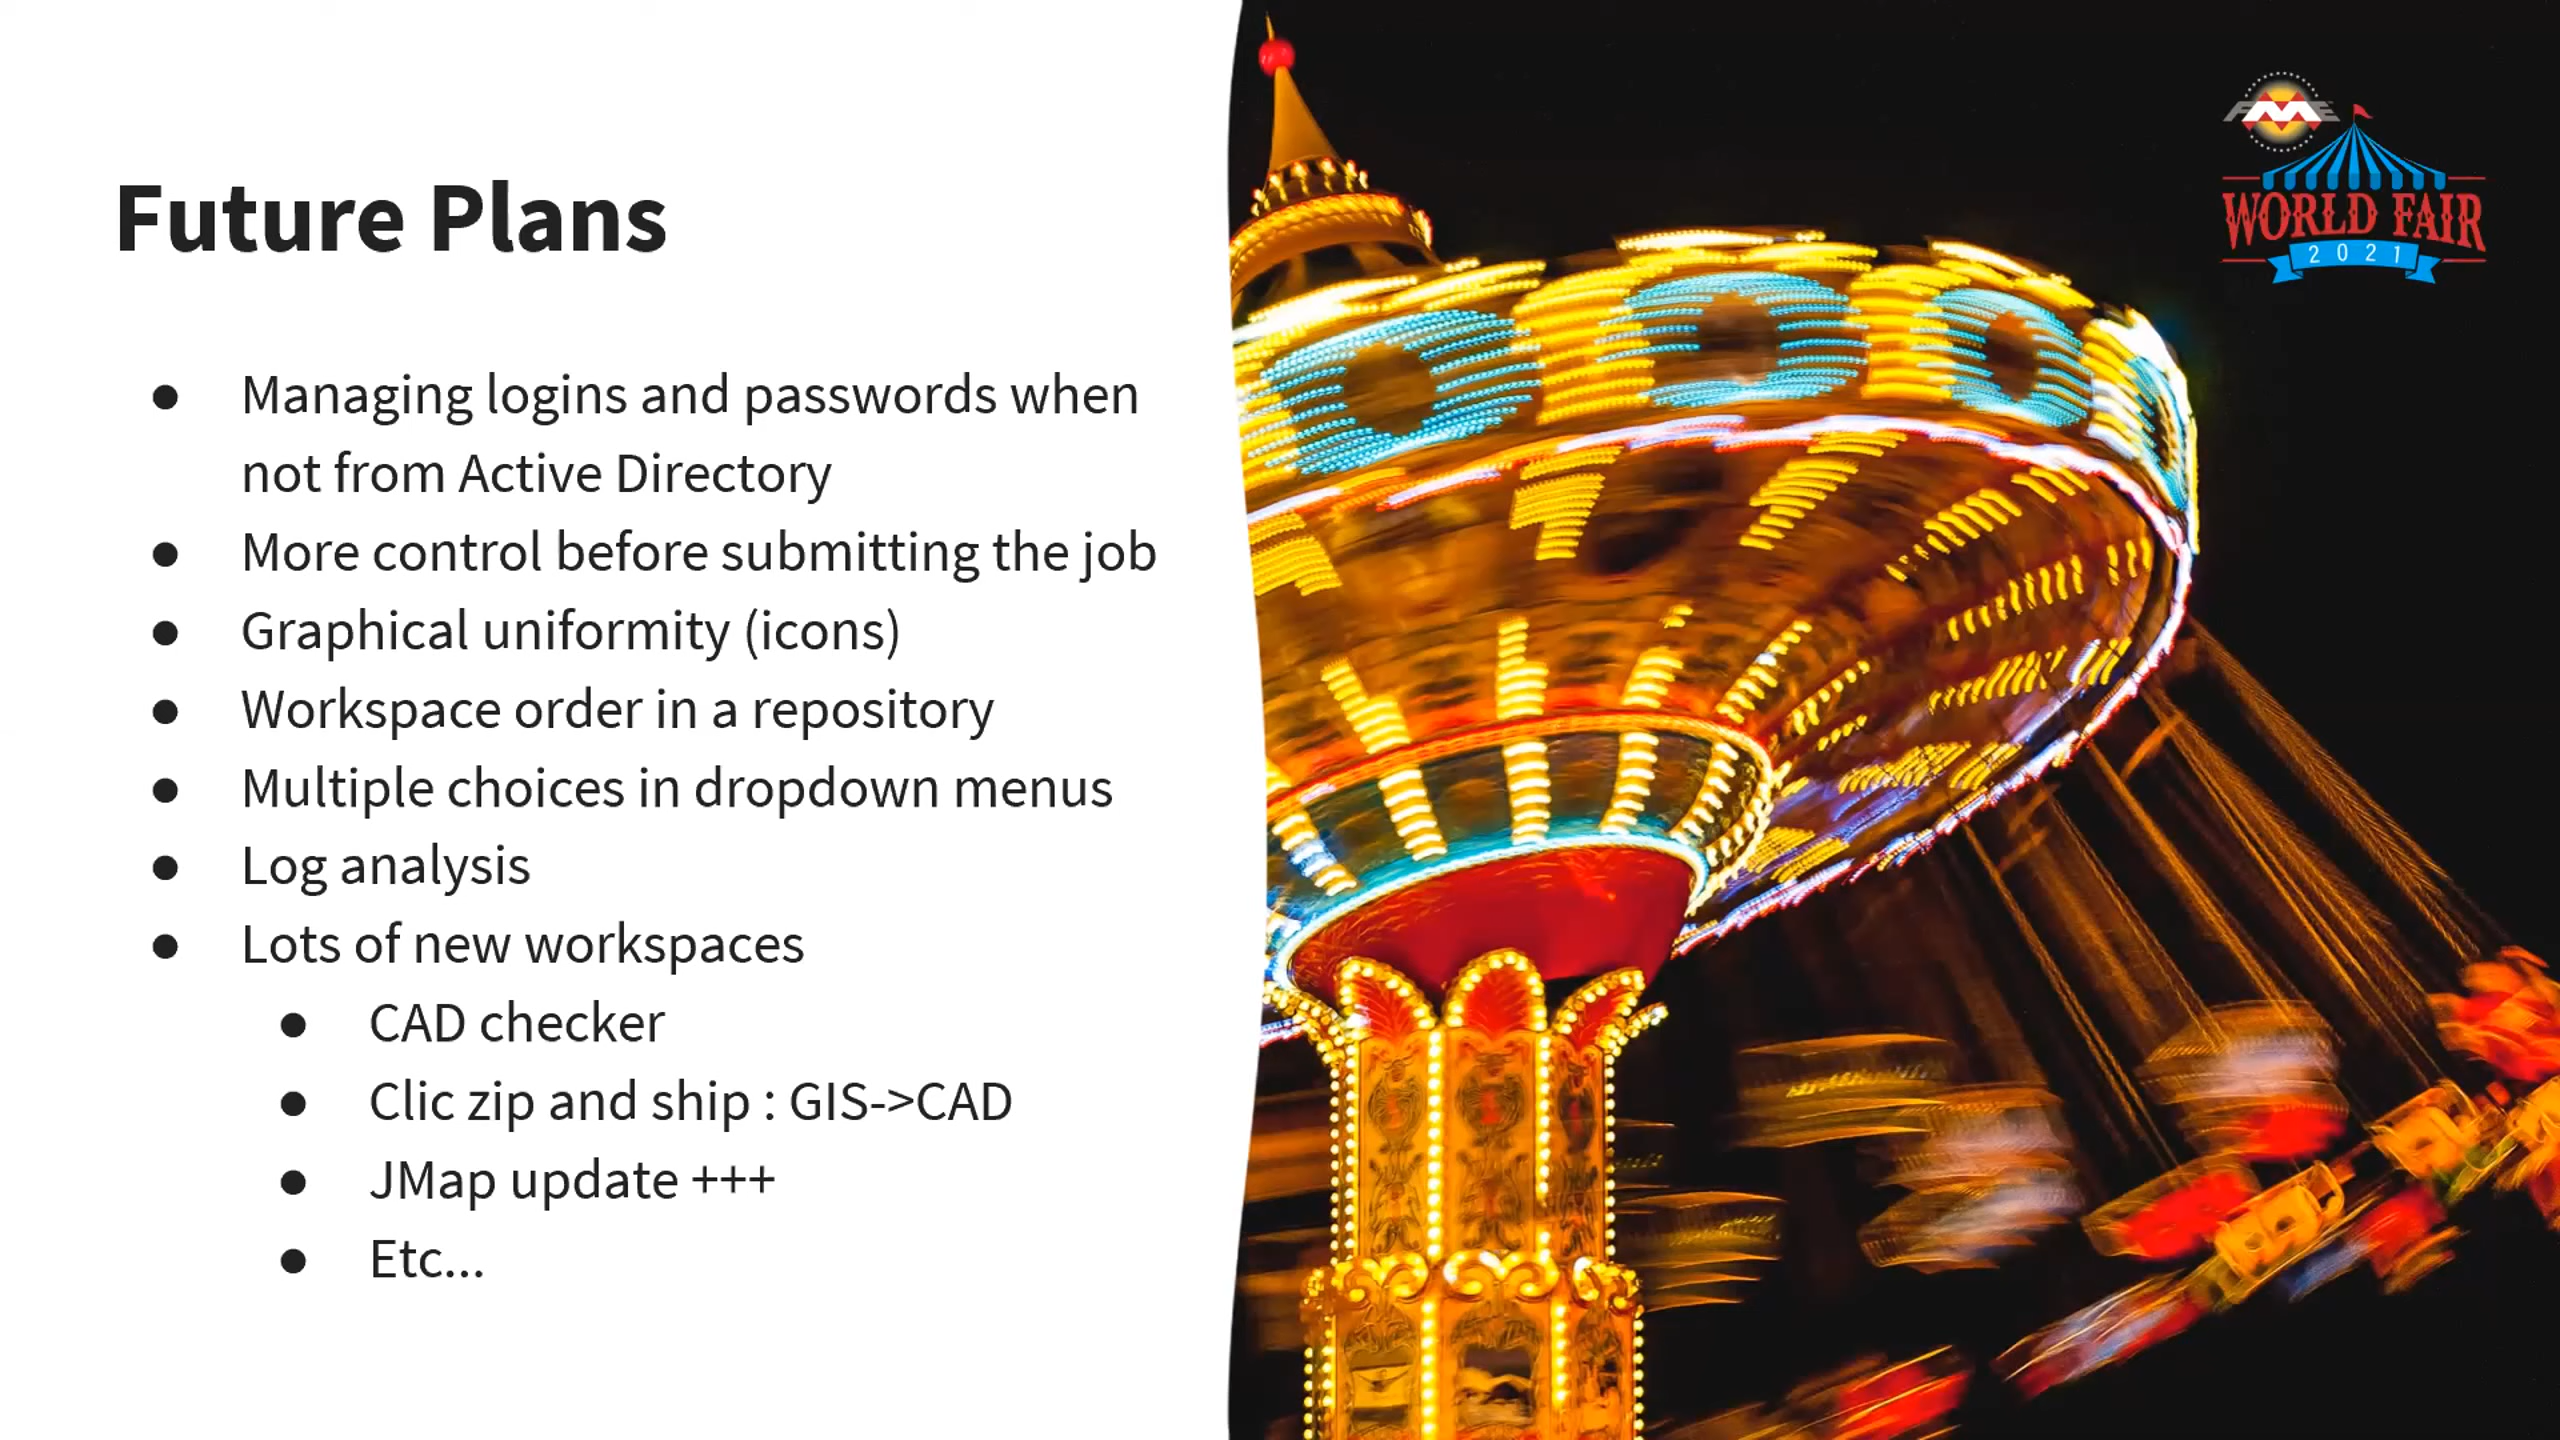 Future Plans
● Managing logins and passwords when
not from Active Directory
● More control before submitting the job
● Graphical uniformity (icons)
● Workspace order in a repository
● Multiple choices in dropdown menus
● Log analysis
● Lots of new workspaces
● CAD checker
● Clic zip and ship : GIS->CAD
● JMap update +++
● Etc...
FME
WORLD FAIR
2021